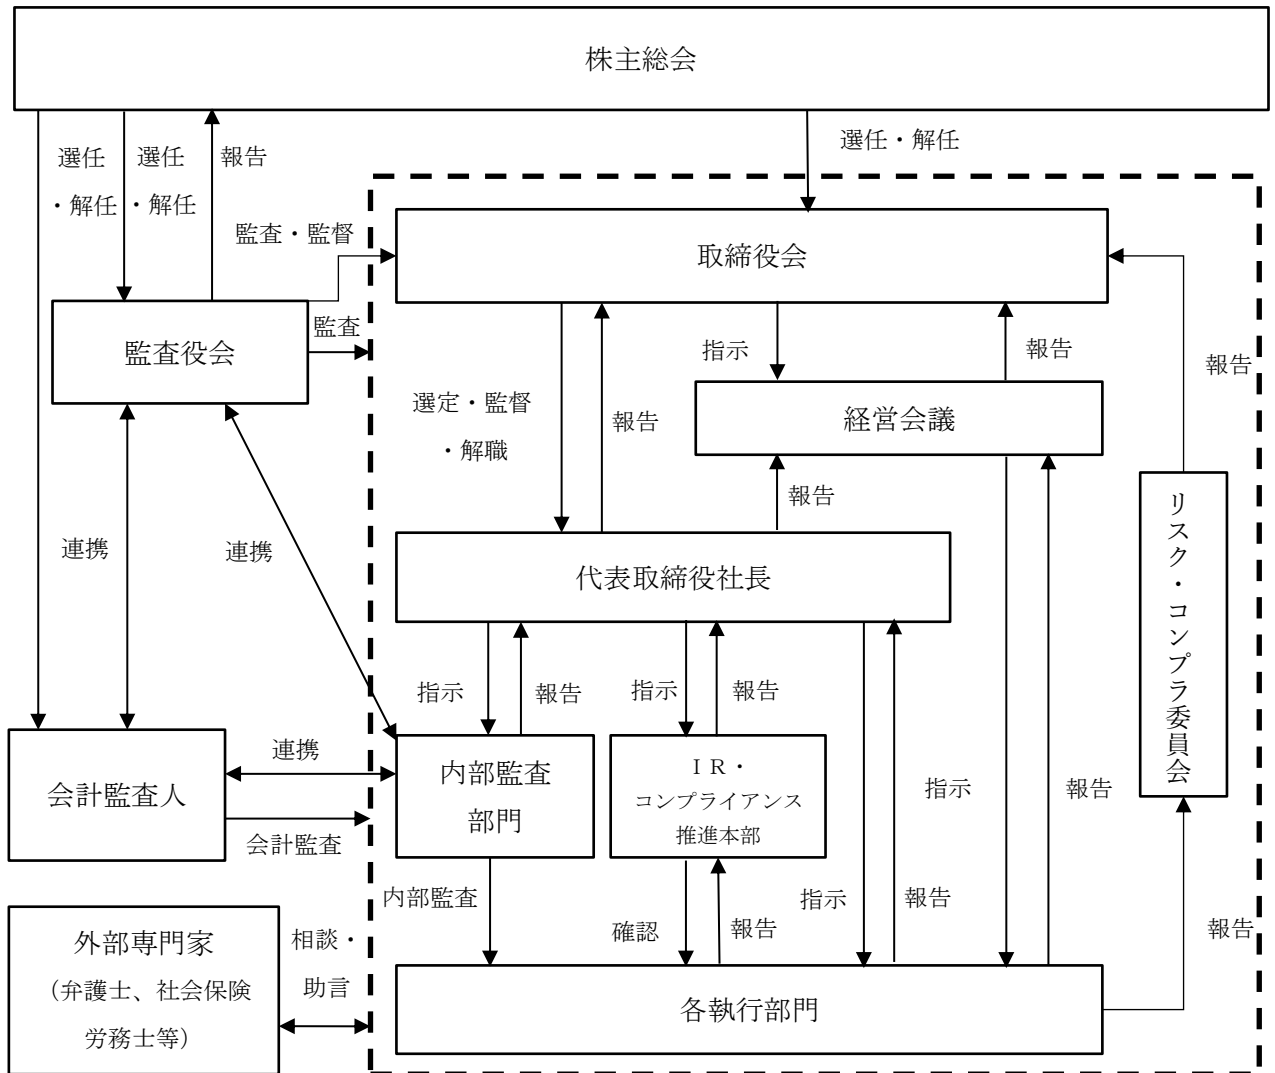 株主総会
選任
・解任
選任
・解任
報告
選任・解任
監査・監督
取締役会
監査役会
監査
指示
報告
報告
選定・監督
・解職
報告
経営会議
報告
リスク・コンプラ委員会
連携
連携
代表取締役社長
指示
報告
指示
報告
指示
報告
連携
会計監査人
会計監査
内部監査
部門
ＩＲ・
コンプライアンス
推進本部
内部監査
確認
報告
指示
報告
報告
外部専門家
（弁護士、社会保険
労務士等）
相談・
助言
各執行部門